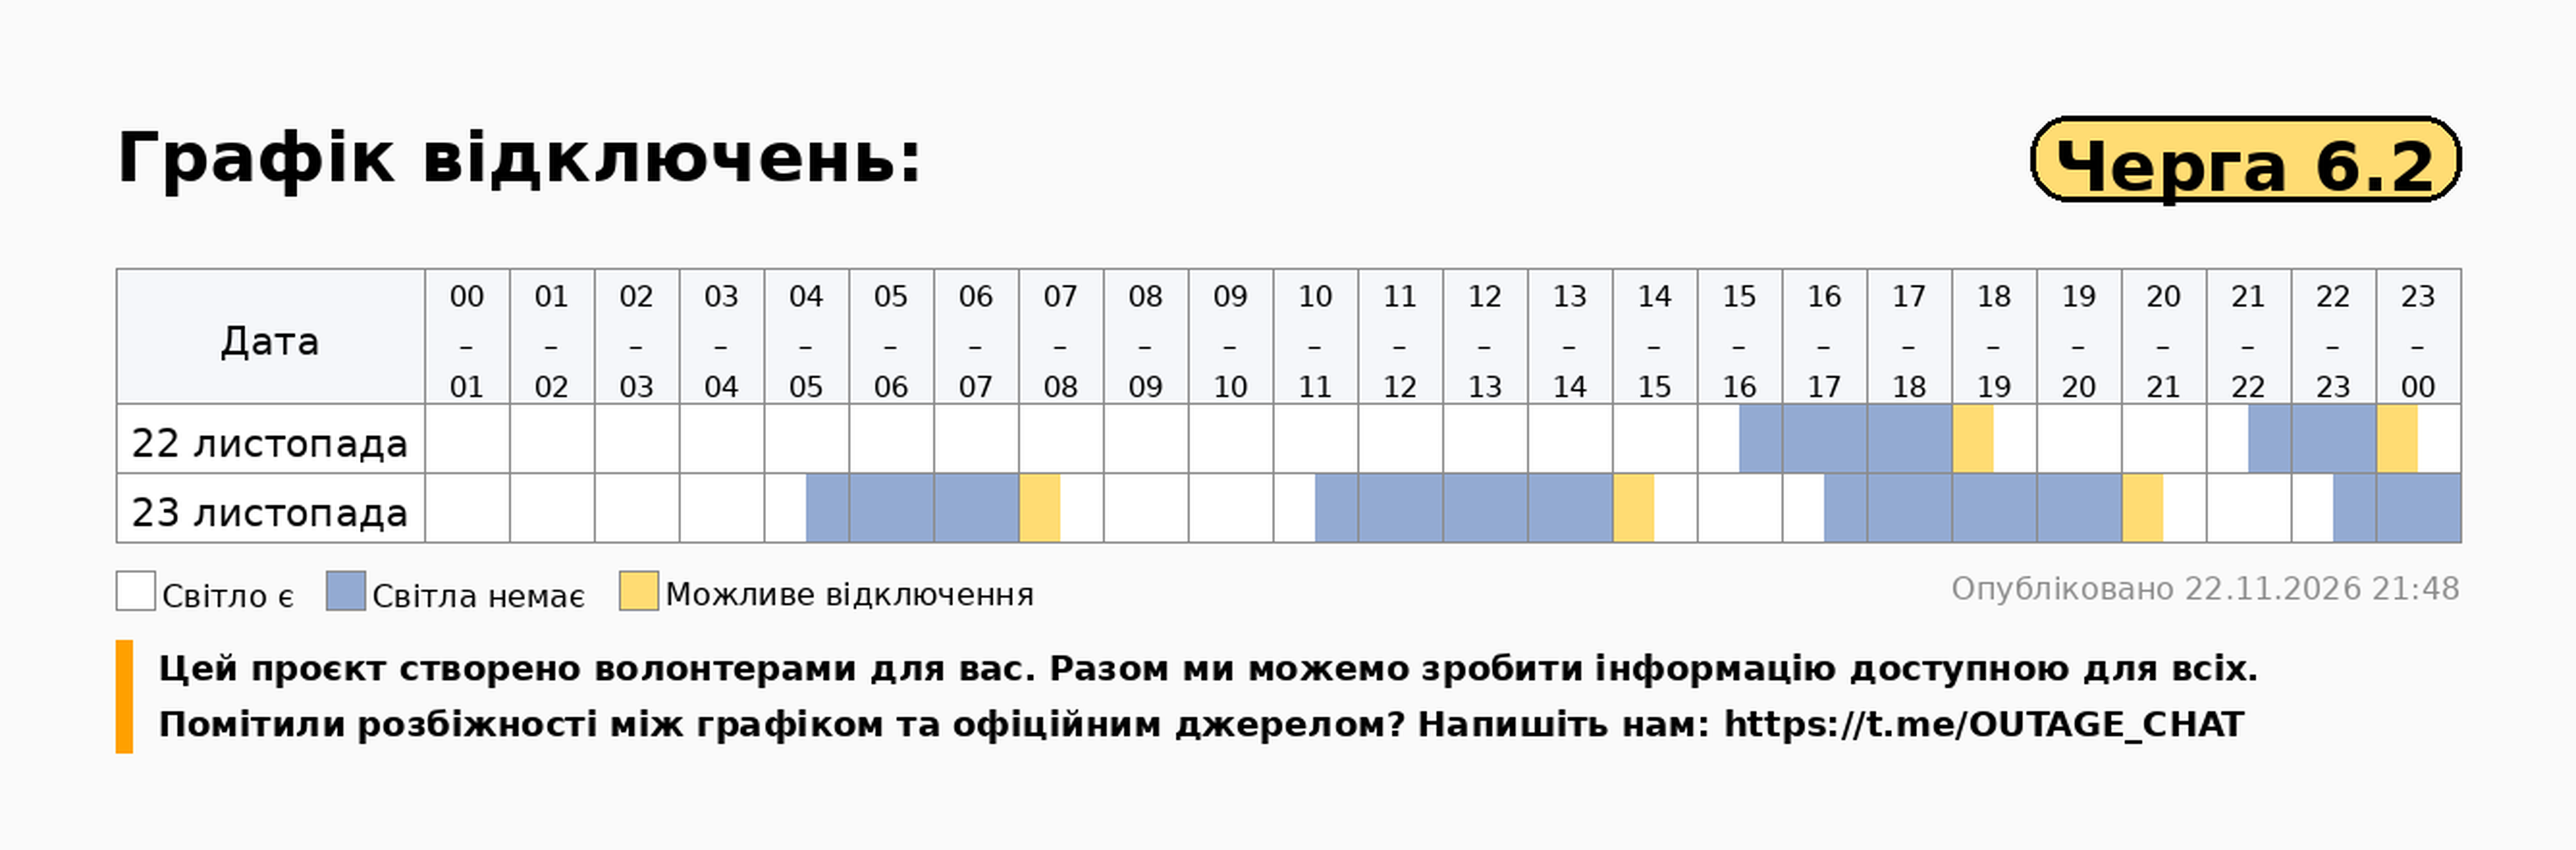 Графік відключень:
Черга 6.2
Дата 00 – 01 01 – 02 02 – 03 03 – 04 04 – 05 05 – 06 06 – 07 07 – 08 08 – 09 09 – 10 10 – 11 11 – 12 12 – 13 13 – 14 14 – 15 15 – 16 16 – 17 17 – 18 18 – 19 19 – 20 20 – 21 21 – 22 22 – 23 23 – 00
22 листопада
23 листопада
Світло є Світла немає Можливе відключення
Опубліковано 22.11.2026 21:48
Цей проєкт створено волонтерами для вас. Разом ми можемо зробити інформацію доступною для всіх.
Помітили розбіжності між графіком та офіційним джерелом? Напишіть нам: https://t.me/OUTAGE_CHAT